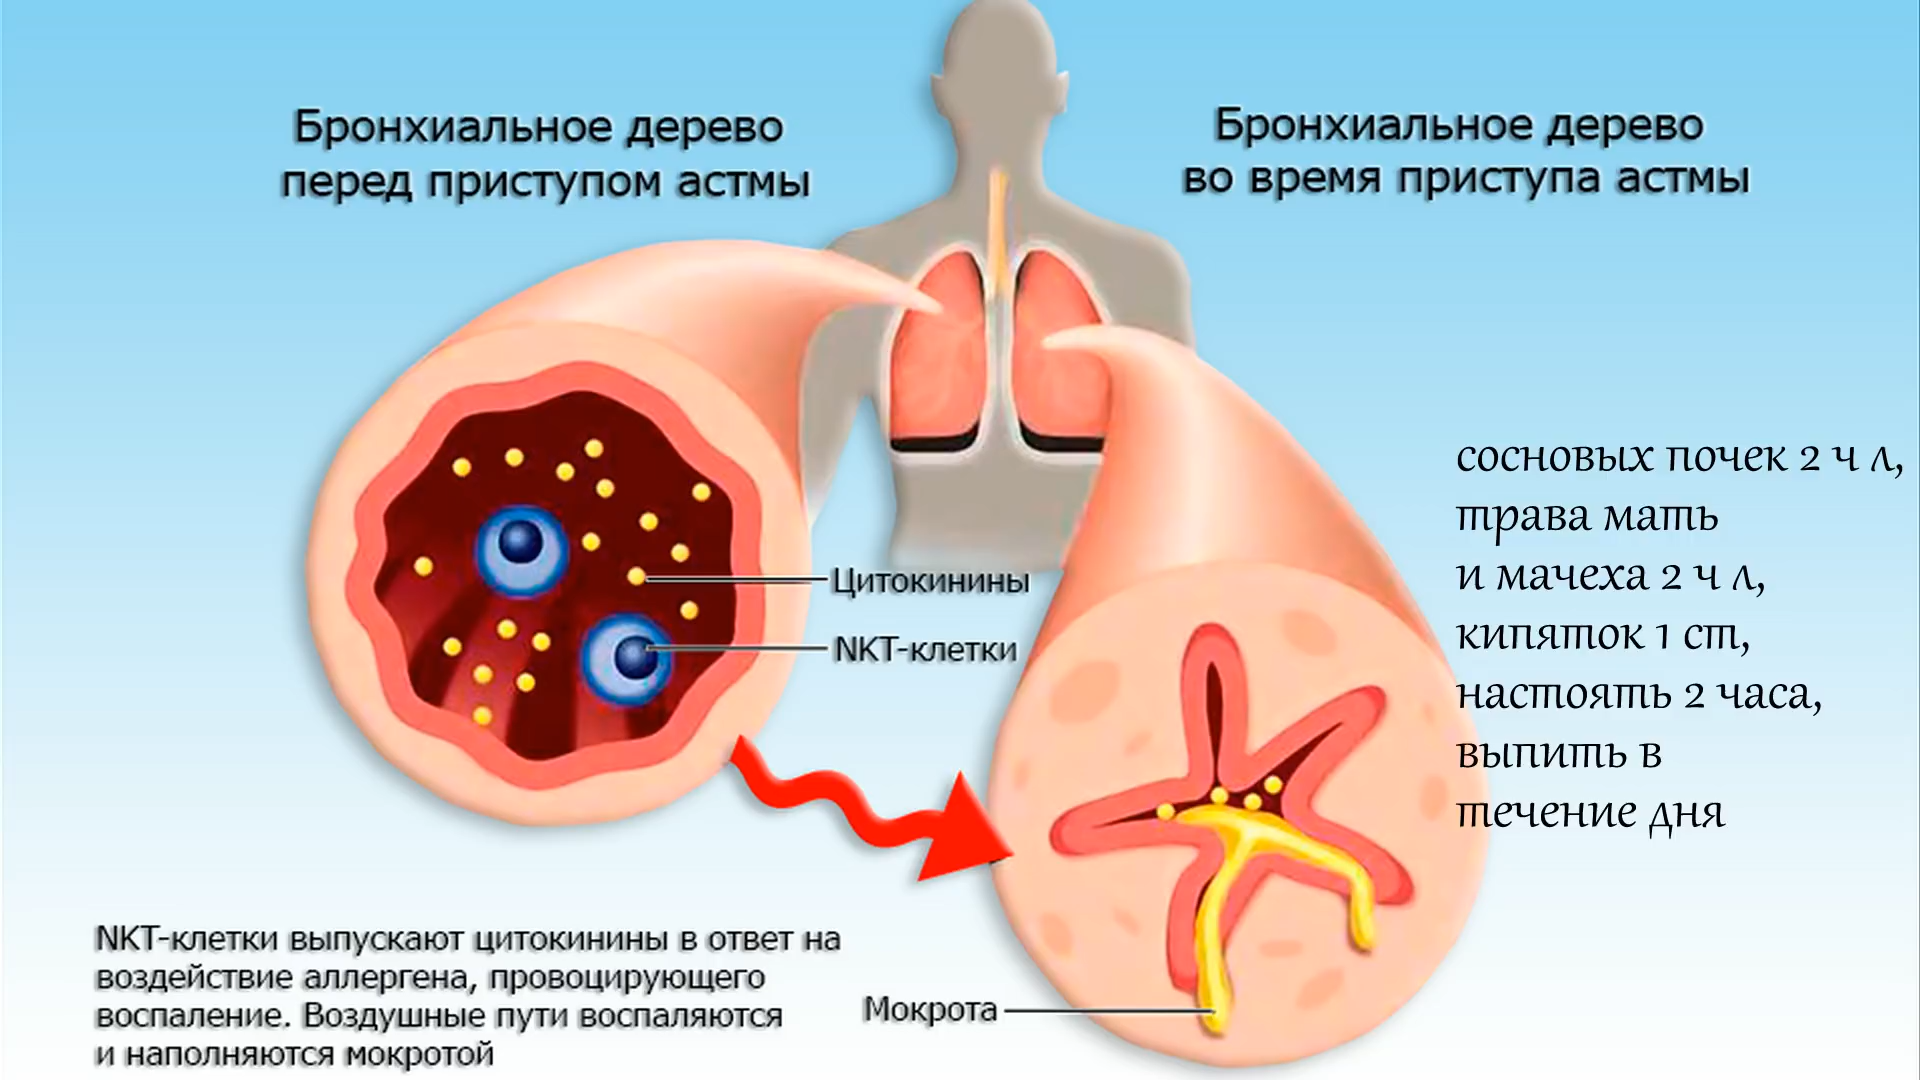 Бронхиальное дерево
перед приступом астмы
Бронхиальное дерево
во время приступа астмы
Цитокинины
NKT-клетки
сосновых почек 2 ч л,
трава мать
и мачеха 2 ч л,
кипяток 1 ст,
настоять 2 часа,
выпить в
течение дня
NKT-клетки выпускают цитокинины в ответ на
воздействие аллергена, провоцирующего
воспаление. Воздушные пути воспаляются
и наполняются мокротой
Мокрота